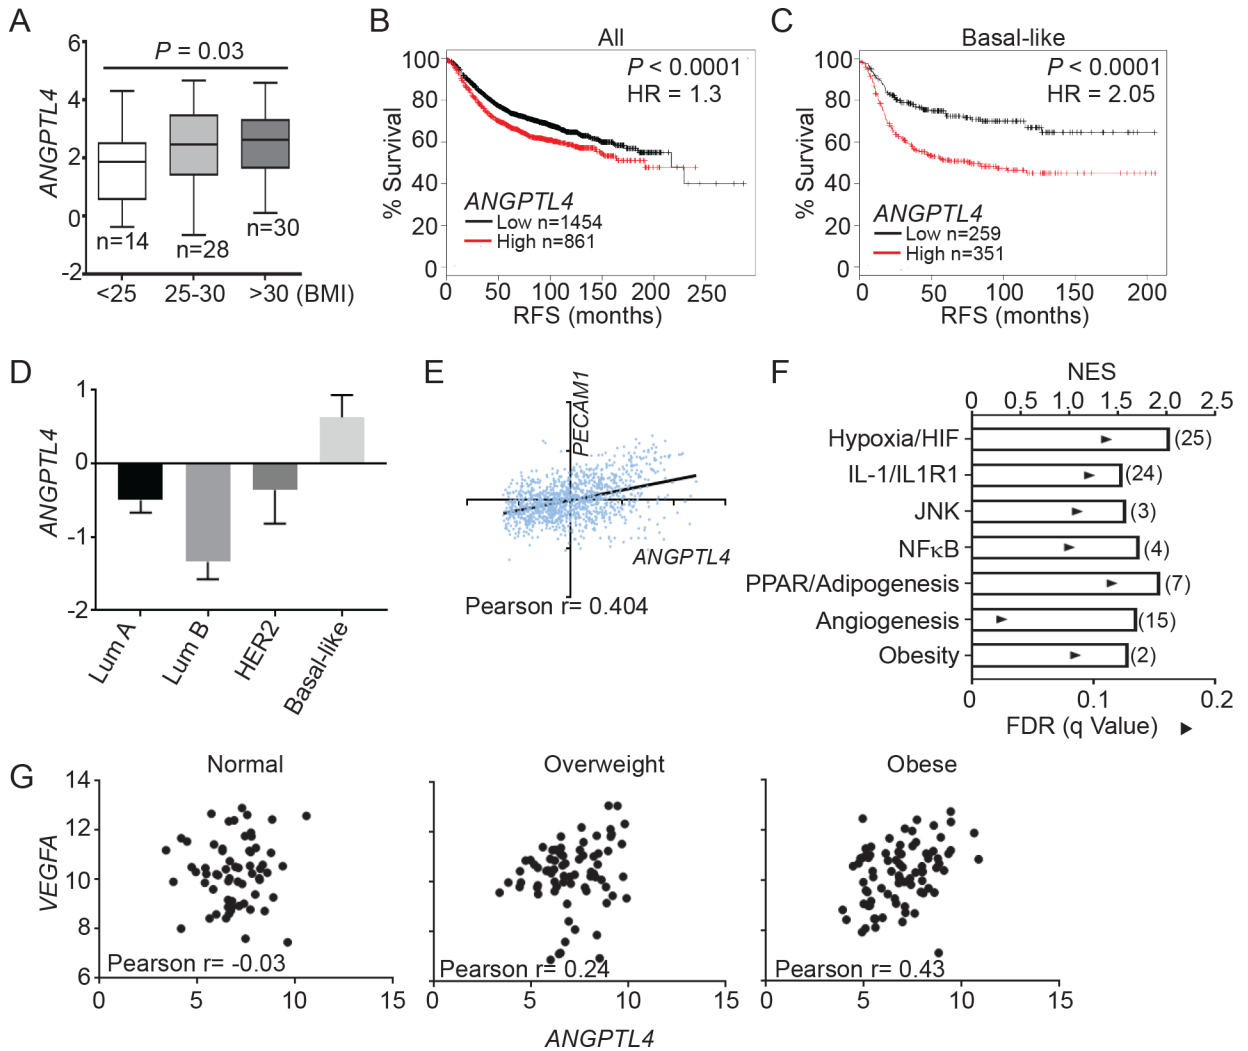 A
6
4
2
0
-2
ANGPTL4
P = 0.03
n=14
n=28
n=30
<25
25-30
>30 (BMI)
B
All
100
80
60
40
20
0
% Survival
P < 0.0001
HR = 1.3
ANGPTL4
Low n=1454
High n=861
0 50 100 150 200 250
RFS (months)
C
Basal-like
100
80
60
40
20
0
% Survival
P < 0.0001
HR = 2.05
ANGPTL4
Low n=259
High n=351
0 50 100 150 200
RFS (months)
D
1
0
-1
-2
ANGPTL4
Lum A
Lum B
HER2
Basal-like
E
PECAM1
ANGPTL4
Pearson r= 0.404
F
NES
0 0.5 1.0 1.5 2.0 2.5
Hypoxia/HIF (25)
IL-1/IL1R1 (24)
JNK (3)
NFκB (4)
PPAR/Adipogenesis (7)
Angiogenesis (15)
Obesity (2)
0 0.1 0.2
FDR (q Value)
G
Normal
14
12
10
8
6
VEGFA
Pearson r= -0.03
0 5 10 15
Overweight
Pearson r= 0.24
0 5 10 15
Obese
Pearson r= 0.43
0 5 10 15
ANGPTL4